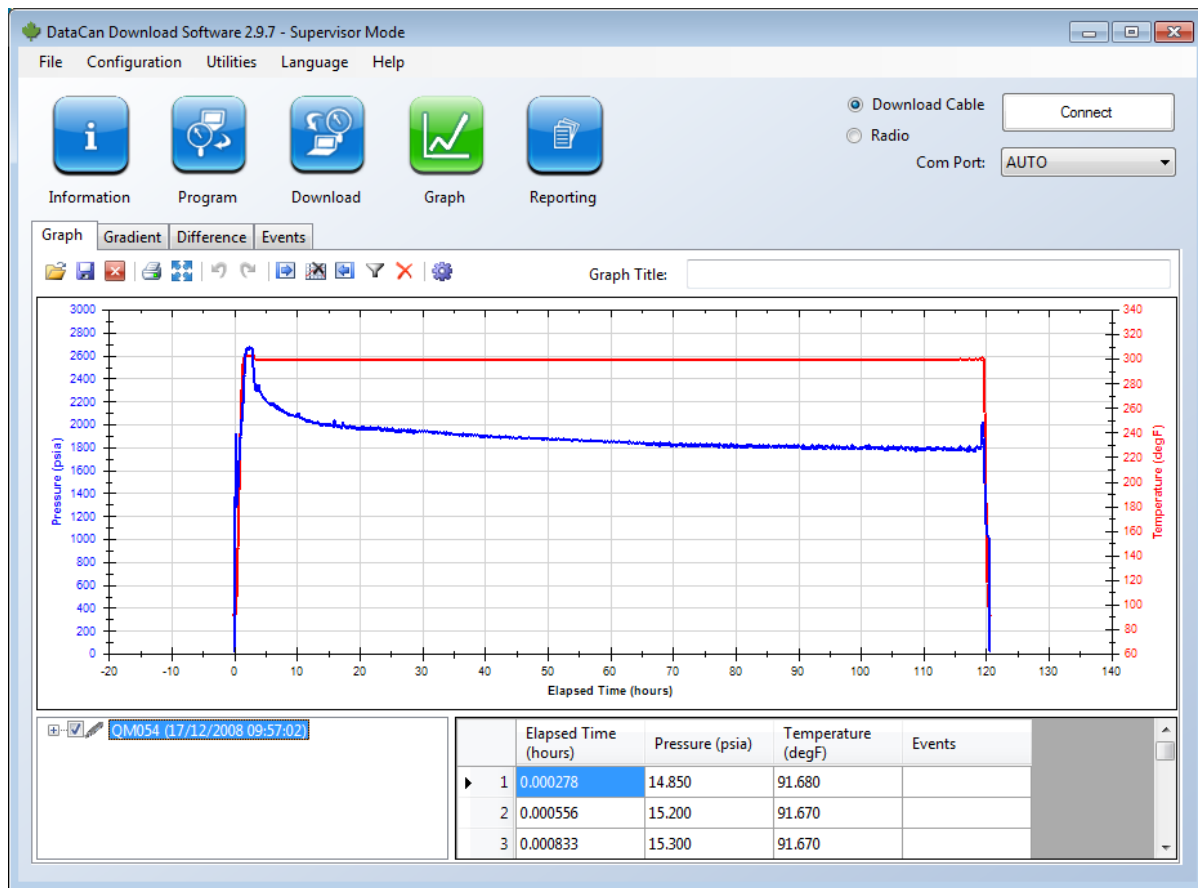 DataCan Download Software 2.9.7 - Supervisor Mode
File Configuration Utilities Language Help
Information Program Download Graph Reporting
Download Cable
Radio
Connect
Com Port: AUTO
Graph Gradient Difference Events
Graph Title:
3000
2800
2600
2400
2200
2000
1800
1600
1400
1200
1000
800
600
400
200
0
Pressure (psia)
340
320
300
280
260
240
220
200
180
160
140
120
100
80
60
Temperature (degF)
-20 -10 0 10 20 30 40 50 60 70 80 90 100 110 120 130 140
Elapsed Time (hours)
QM054 (17/12/2008 09:57:02)
Elapsed Time (hours) Pressure (psia) Temperature (degF) Events
1 0.000278 14.850 91.680
2 0.000556 15.200 91.670
3 0.000833 15.300 91.670